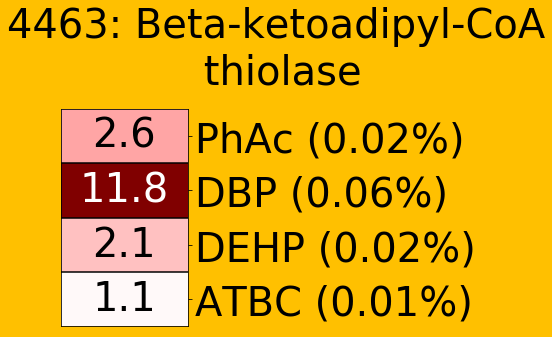 4463: Beta-ketoadipyl-CoA
thiolase
2.6 PhAc (0.02%)
11.8 DBP (0.06%)
2.1 DEHP (0.02%)
1.1 ATBC (0.01%)